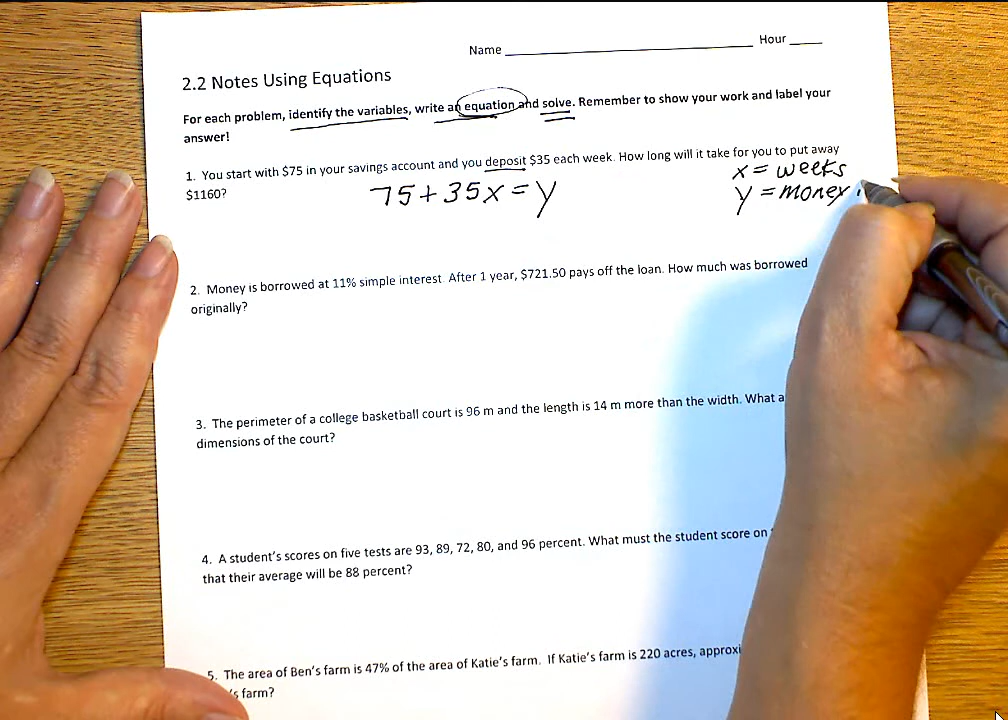 Name ____ Hour ____
2.2 Notes Using Equations
For each problem, identify the variables, write an equation and solve. Remember to show your work and label your
answer!
1. You start with $75 in your savings account and you deposit $35 each week. How long will it take for you to put away
$1160?
75+35x=y
x = weeks
y = money
2. Money is borrowed at 11% simple interest. After 1 year, $721.50 pays off the loan. How much was borrowed
originally?
3. The perimeter of a college basketball court is 96 m and the length is 14 m more than the width. What a
dimensions of the court?
4. A student's scores on five tests are 93, 89, 72, 80, and 96 percent. What must the student score on
that their average will be 88 percent?
5. The area of Ben's farm is 47% of the area of Katie's farm. If Katie's farm is 220 acres, approxi
's farm?